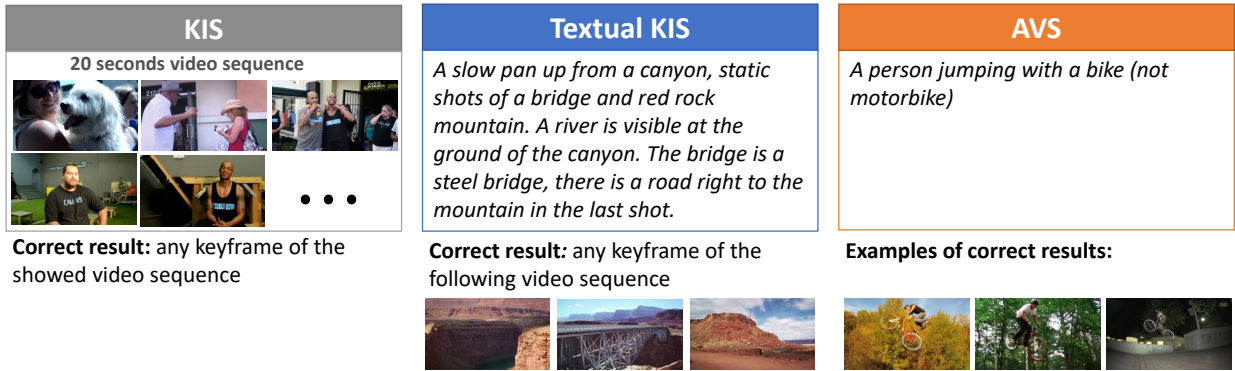 KIS
20 seconds video sequence
2123
2123
• • •
Correct result: any keyframe of the
showed video sequence
Textual KIS
A slow pan up from a canyon, static
shots of a bridge and red rock
mountain. A river is visible at the
ground of the canyon. The bridge is a
steel bridge, there is a road right to the
mountain in the last shot.
Correct result: any keyframe of the
following video sequence
AVS
A person jumping with a bike (not
motorbike)
Examples of correct results: